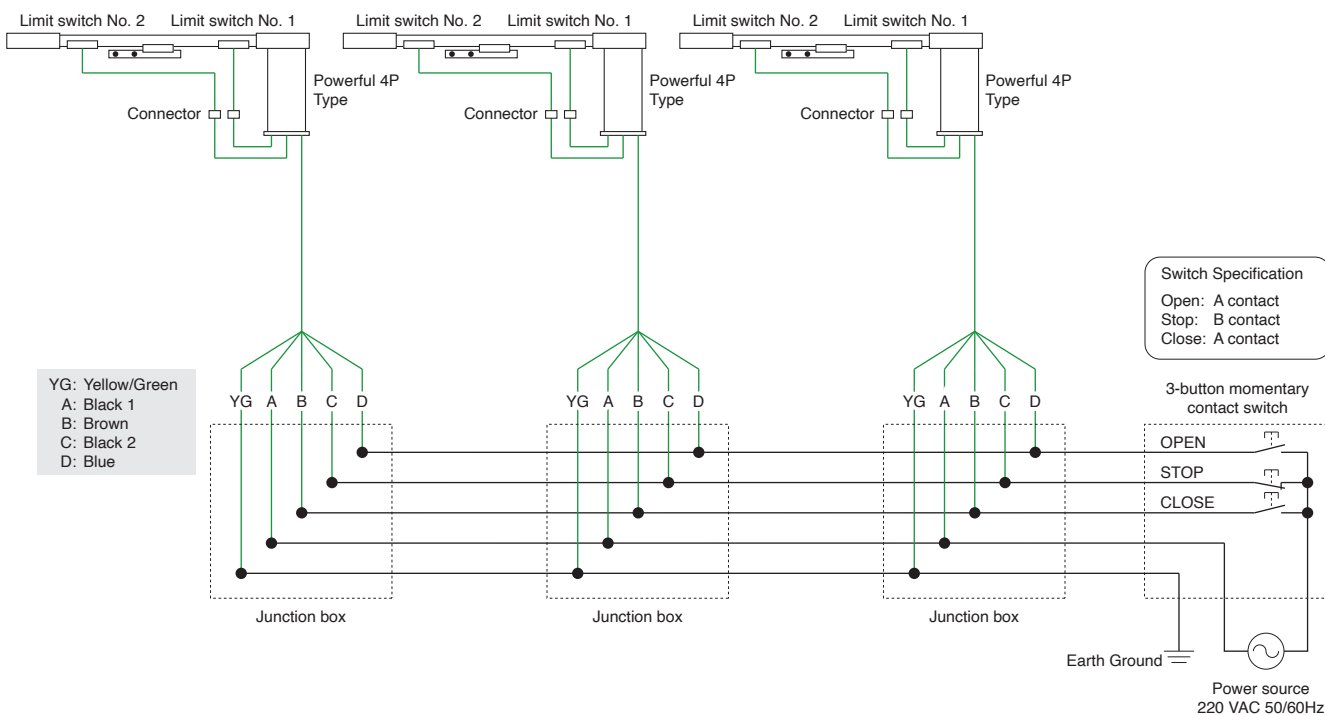 Limit switch No. 2 Limit switch No. 1
Limit switch No. 2 Limit switch No. 1
Limit switch No. 2 Limit switch No. 1
Powerful 4P
Type
Powerful 4P
Type
Powerful 4P
Type
Connector
Connector
Connector
Switch Specification
Open: A contact
Stop: B contact
Close: A contact
YG: Yellow/Green
A: Black 1
B: Brown
C: Black 2
D: Blue
YG A B C D
YG A B C D
YG A B C D
3-button momentary
contact switch
OPEN
STOP
CLOSE
Junction box
Junction box
Junction box
Earth Ground
Power source
220 VAC 50/60Hz